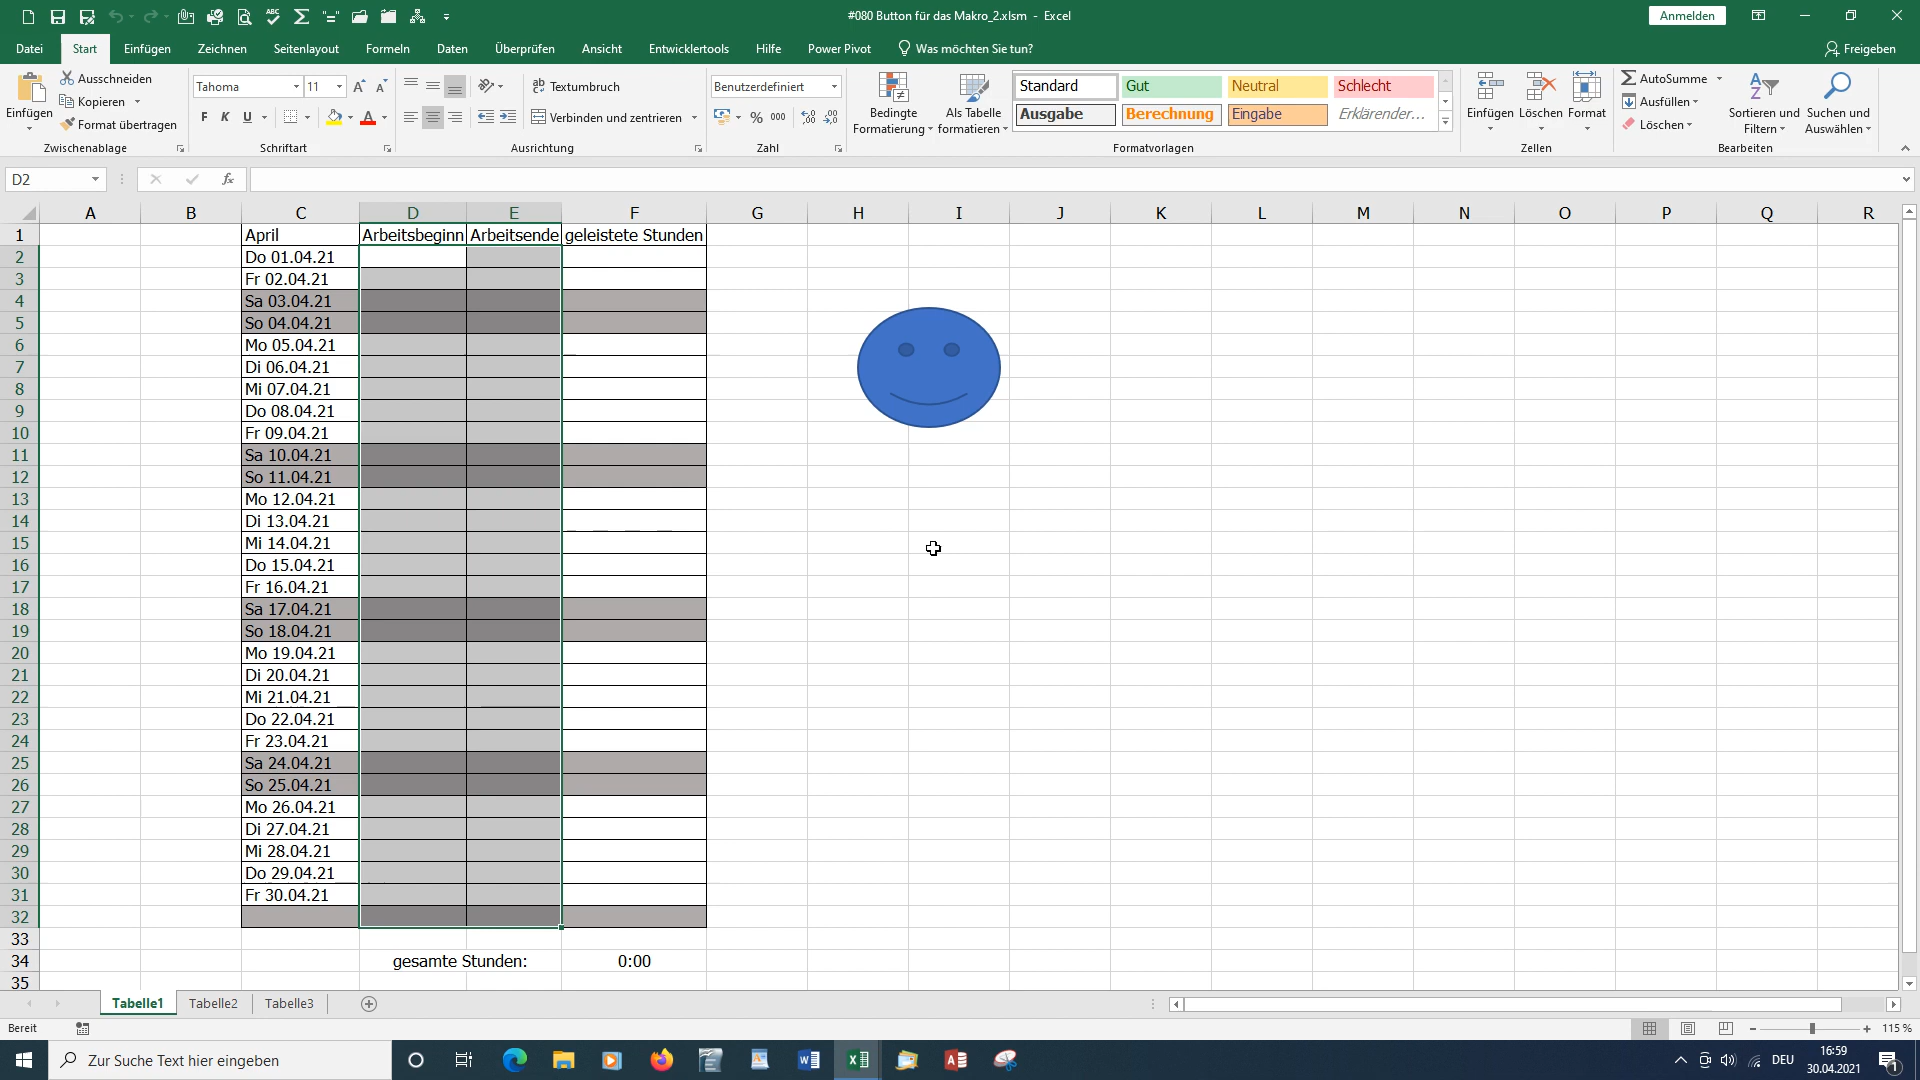 #080 Button für das Makro_2.xlsm - Excel
Anmelden
Datei Start Einfügen Zeichnen Seitenlayout Formeln Daten Überprüfen Ansicht Entwicklertools Hilfe Power Pivot Was möchten Sie tun? Freigeben
Einfügen
Ausschneiden
Kopieren
Format übertragen
Zwischenablage
Tahoma 11
F K U
Schriftart
Textumbruch
Verbinden und zentrieren
Ausrichtung
Benutzerdefiniert
% 000
Zahl
Bedingte Formatierung
Als Tabelle formatieren
Standard Gut Neutral Schlecht
Ausgabe Berechnung Eingabe Erklärender...
Formatvorlagen
Einfügen Löschen Format
Zellen
AutoSumme
Ausfüllen
Löschen
Sortieren und Filtern
Suchen und Auswählen
Bearbeiten
D2 fx
A B C D E F G H I J K L M N O P Q R
1 April Arbeitsbeginn Arbeitsende geleistete Stunden
2 Do 01.04.21
3 Fr 02.04.21
4 Sa 03.04.21
5 So 04.04.21
6 Mo 05.04.21
7 Di 06.04.21
8 Mi 07.04.21
9 Do 08.04.21
10 Fr 09.04.21
11 Sa 10.04.21
12 So 11.04.21
13 Mo 12.04.21
14 Di 13.04.21
15 Mi 14.04.21
16 Do 15.04.21
17 Fr 16.04.21
18 Sa 17.04.21
19 So 18.04.21
20 Mo 19.04.21
21 Di 20.04.21
22 Mi 21.04.21
23 Do 22.04.21
24 Fr 23.04.21
25 Sa 24.04.21
26 So 25.04.21
27 Mo 26.04.21
28 Di 27.04.21
29 Mi 28.04.21
30 Do 29.04.21
31 Fr 30.04.21
32
33
34 gesamte Stunden: 0:00
35
Tabelle1 Tabelle2 Tabelle3
Bereit
115 %
Zur Suche Text hier eingeben
DEU
16:59
30.04.2021
1